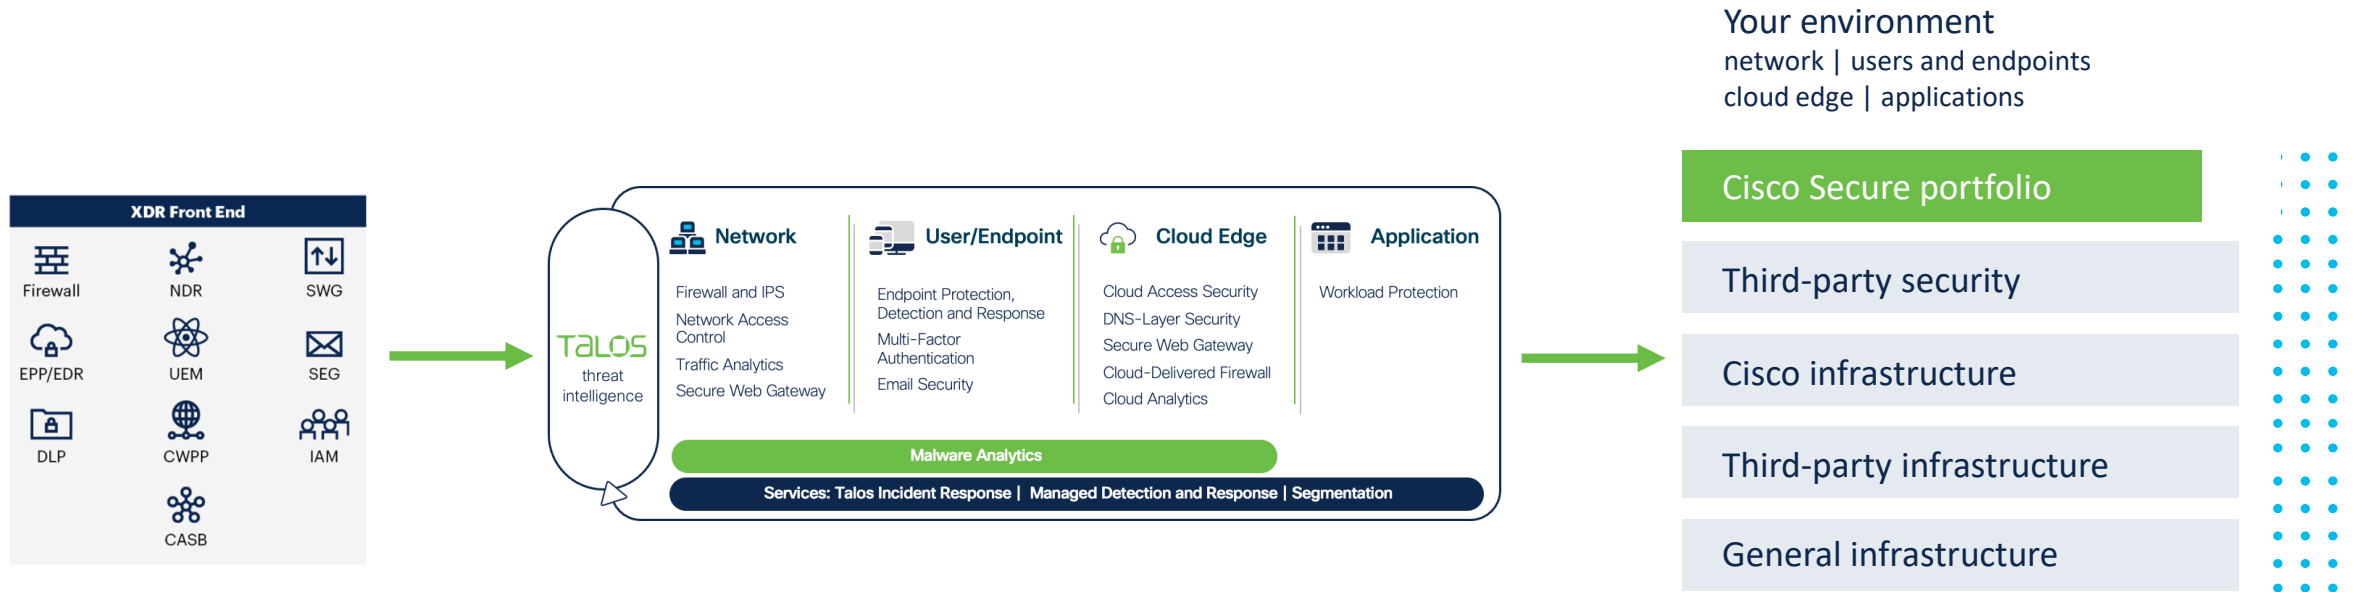 Your environment
network | users and endpoints
cloud edge | applications
XDR Front End
Firewall
NDR
SWG
EPP/EDR
UEM
SEG
DLP
CWPP
IAM
CASB
TALOS
threat
intelligence
Network
Firewall and IPS
Network Access
Control
Traffic Analytics
Secure Web Gateway
User/Endpoint
Endpoint Protection,
Detection and Response
Multi-Factor
Authentication
Email Security
Cloud Edge
Cloud Access Security
DNS-Layer Security
Secure Web Gateway
Cloud-Delivered Firewall
Cloud Analytics
Application
Workload Protection
Malware Analytics
Services: Talos Incident Response | Managed Detection and Response | Segmentation
Cisco Secure portfolio
Third-party security
Cisco infrastructure
Third-party infrastructure
General infrastructure